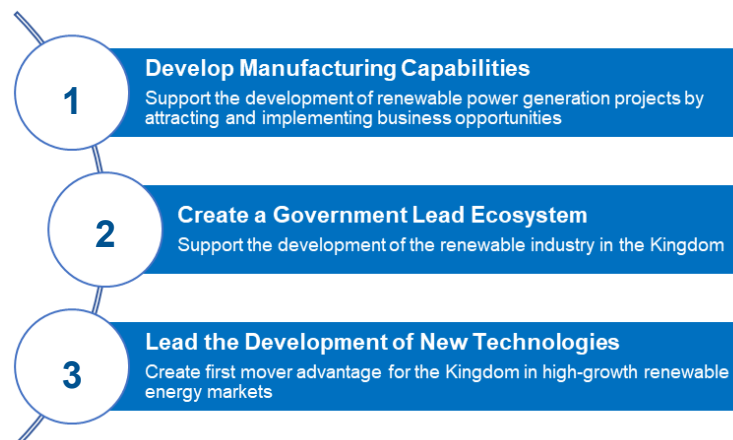 1
Develop Manufacturing Capabilities
Support the development of renewable power generation projects by
attracting and implementing business opportunities
2
Create a Government Lead Ecosystem
Support the development of the renewable industry in the Kingdom
3
Lead the Development of New Technologies
Create first mover advantage for the Kingdom in high-growth renewable
energy markets